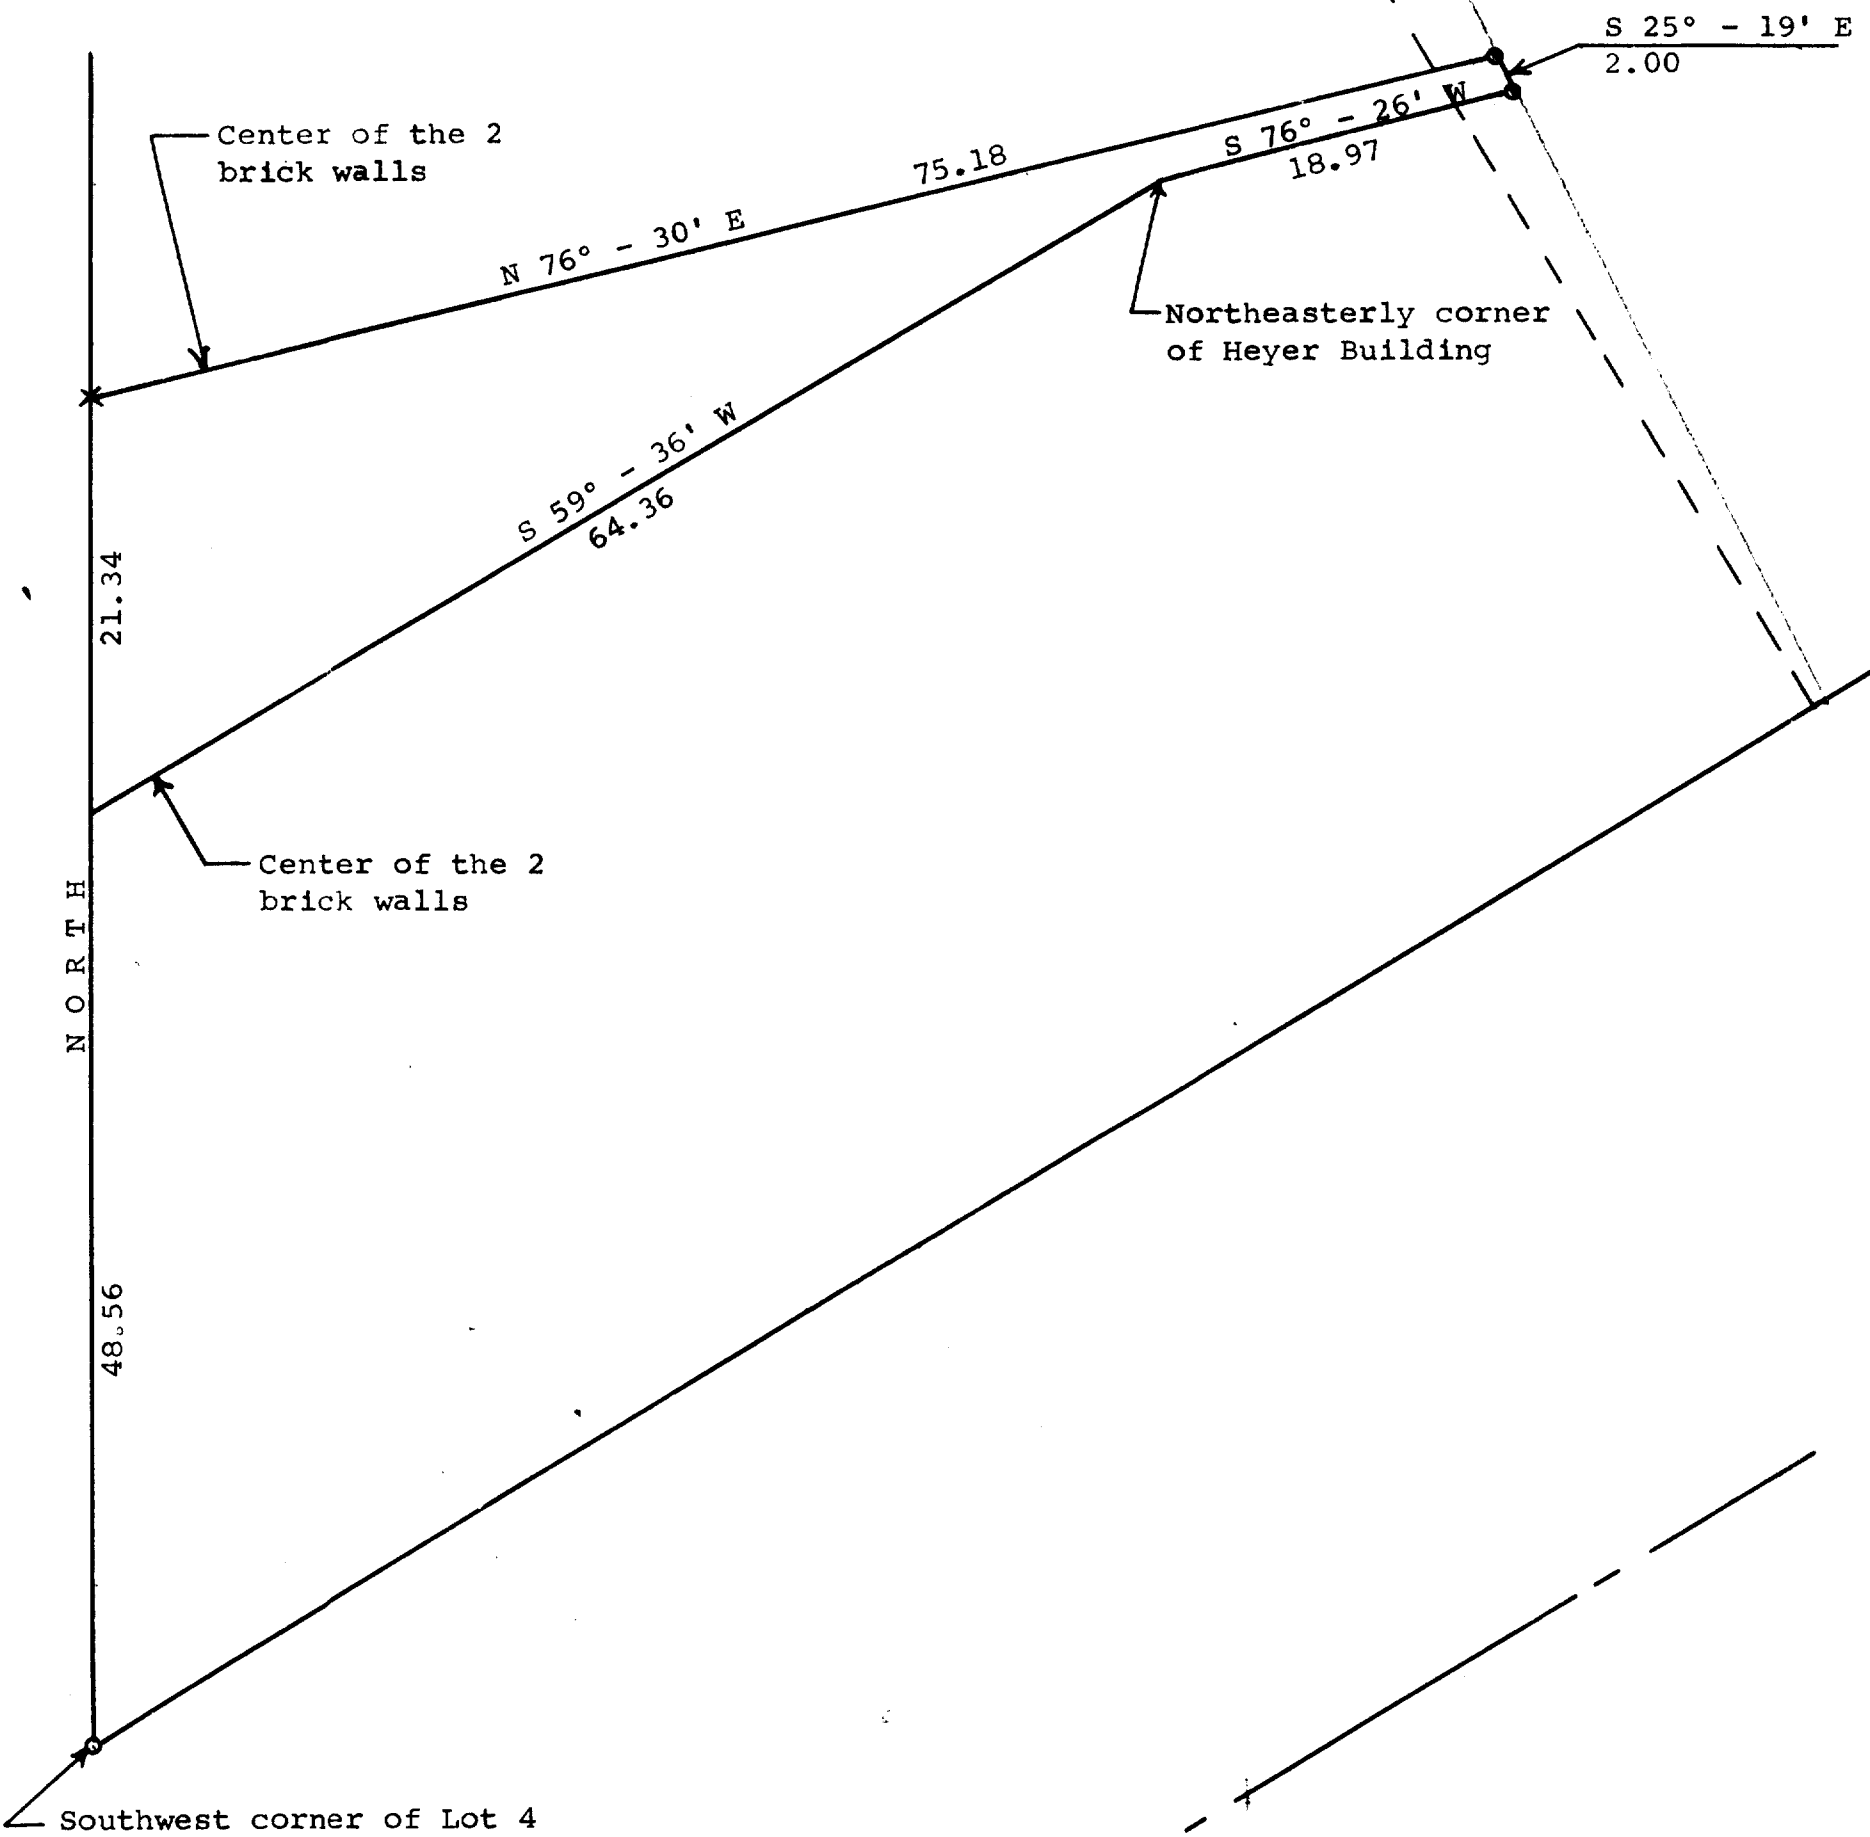 S 25° - 19' E
2.00
Center of the 2
brick walls
75.18
S 76° - 26' W
18.97
N 76° - 30' E
Northeasterly corner
of Heyer Building
S 59° - 36' W
64.36
21.34
Center of the 2
brick walls
NORTH
48.56
Southwest corner of Lot 4